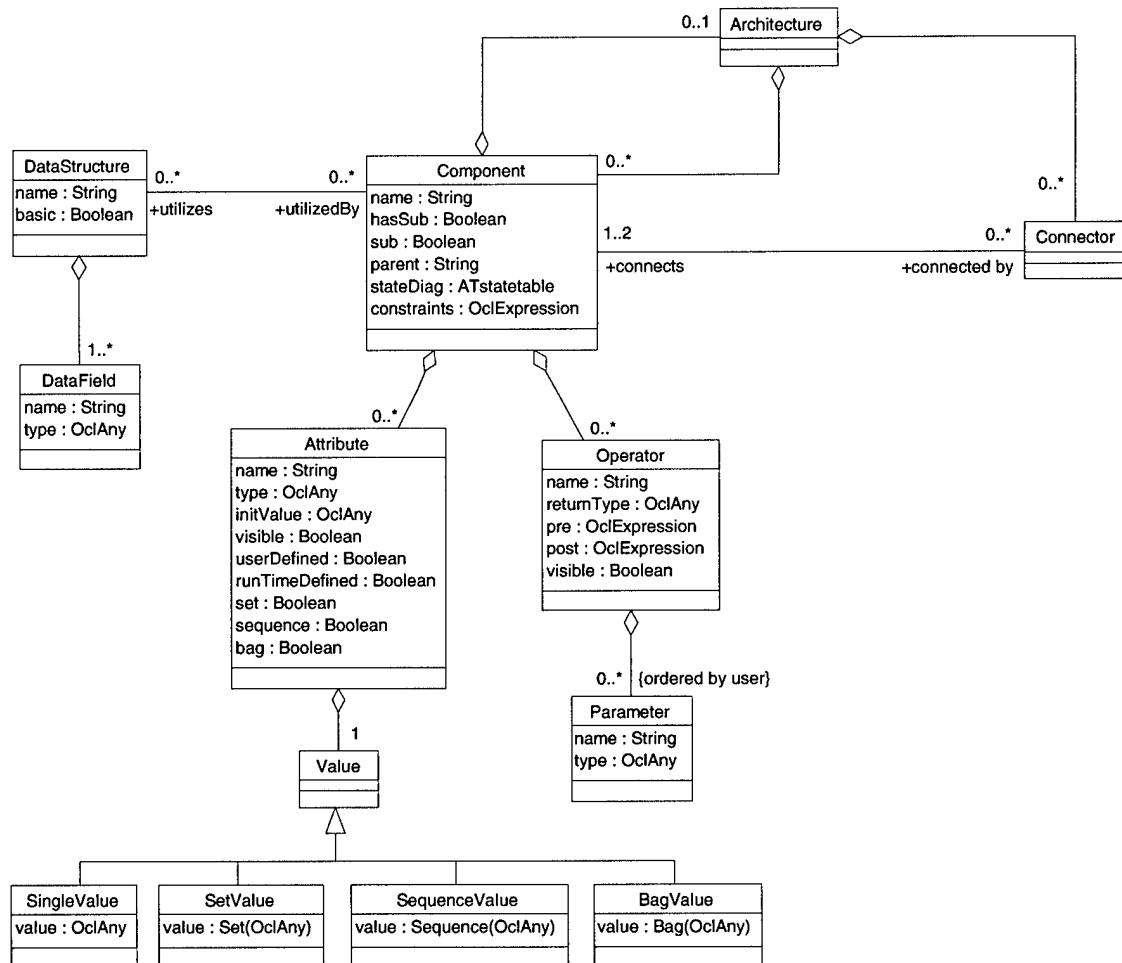 0..1
Architecture
DataStructure
name : String
basic : Boolean
0..*
+utilizes
0..*
+utilizedBy
Component
name : String
hasSub : Boolean
sub : Boolean
parent : String
stateDiag : ATstatetable
constraints : OclExpression
0..*
0..*
1..2
+connects
0..*
+connected by
Connector
1..*
DataField
name : String
type : OclAny
0..*
Attribute
name : String
type : OclAny
initValue : OclAny
visible : Boolean
userDefined : Boolean
runTimeDefined : Boolean
set : Boolean
sequence : Boolean
bag : Boolean
0..*
Operator
name : String
returnType : OclAny
pre : OclExpression
post : OclExpression
visible : Boolean
0..* {ordered by user}
Parameter
name : String
type : OclAny
1
Value
SingleValue
value : OclAny
SetValue
value : Set(OclAny)
SequenceValue
value : Sequence(OclAny)
BagValue
value : Bag(OclAny)